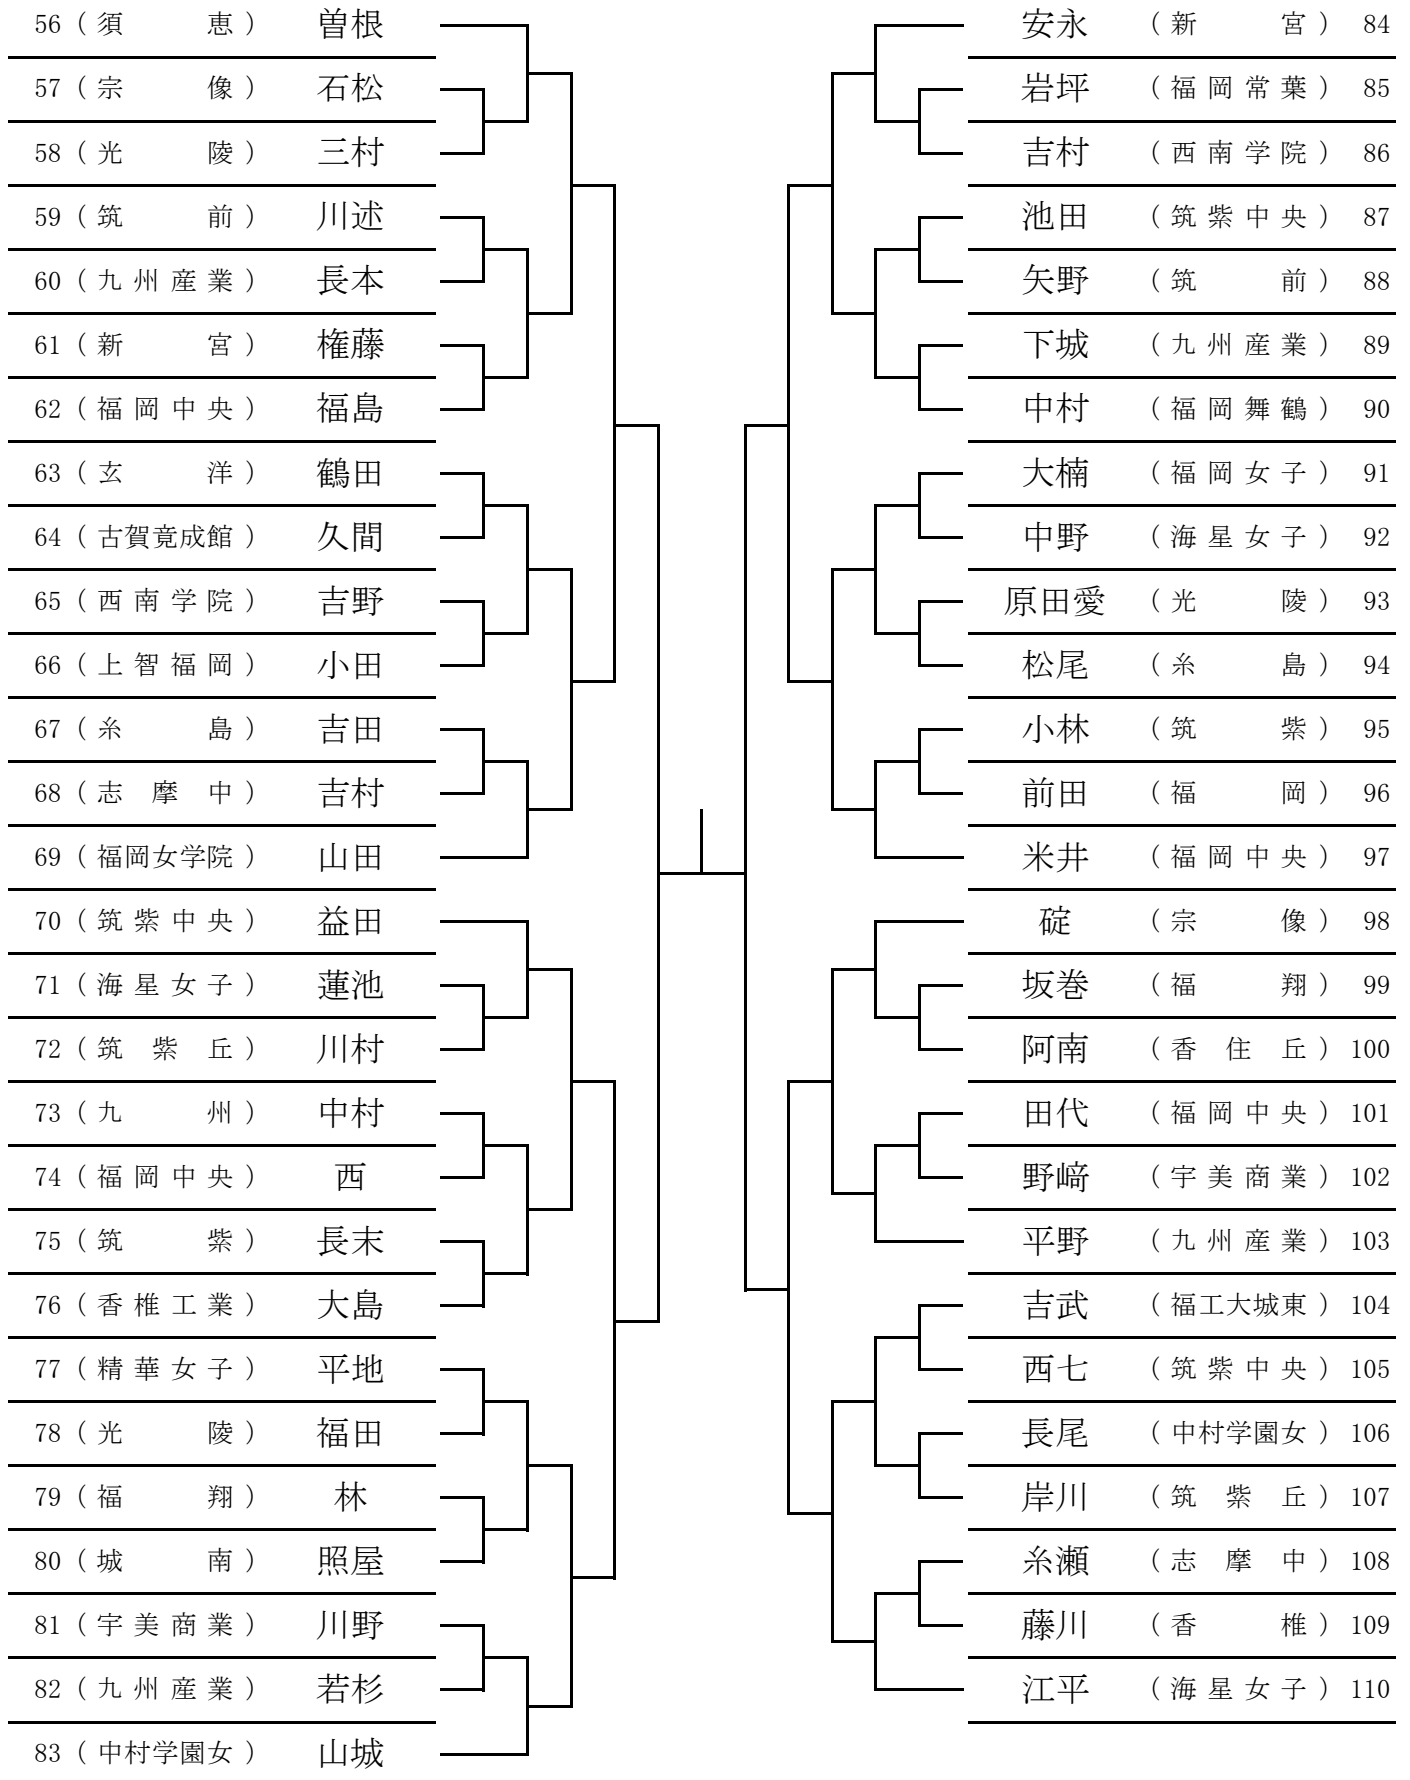 56 ( 須 恵 ) 曽根
57 ( 宗 像 ) 石松
58 ( 光 陵 ) 三村
59 ( 筑 前 ) 川述
60 ( 九 州 産 業 ) 長本
61 ( 新 宮 ) 権藤
62 ( 福 岡 中 央 ) 福島
63 ( 玄 洋 ) 鶴田
64 ( 古賀竟成館 ) 久間
65 ( 西 南 学 院 ) 吉野
66 ( 上 智 福 岡 ) 小田
67 ( 糸 島 ) 吉田
68 ( 志 摩 中 ) 吉村
69 ( 福岡女学院 ) 山田
70 ( 筑 紫 中 央 ) 益田
71 ( 海 星 女 子 ) 蓮池
72 ( 筑 紫 丘 ) 川村
73 ( 九 州 ) 中村
74 ( 福 岡 中 央 ) 西
75 ( 筑 紫 ) 長末
76 ( 香 椎 工 業 ) 大島
77 ( 精 華 女 子 ) 平地
78 ( 光 陵 ) 福田
79 ( 福 翔 ) 林
80 ( 城 南 ) 照屋
81 ( 宇 美 商 業 ) 川野
82 ( 九 州 産 業 ) 若杉
83 ( 中村学園女 ) 山城
安永 ( 新 宮 ) 84
岩坪 ( 福 岡 常 葉 ) 85
吉村 ( 西 南 学 院 ) 86
池田 ( 筑 紫 中 央 ) 87
矢野 ( 筑 前 ) 88
下城 ( 九 州 産 業 ) 89
中村 ( 福 岡 舞 鶴 ) 90
大楠 ( 福 岡 女 子 ) 91
中野 ( 海 星 女 子 ) 92
原田愛 ( 光 陵 ) 93
松尾 ( 糸 島 ) 94
小林 ( 筑 紫 ) 95
前田 ( 福 岡 ) 96
米井 ( 福 岡 中 央 ) 97
碇 ( 宗 像 ) 98
坂巻 ( 福 翔 ) 99
阿南 ( 香 住 丘 ) 100
田代 ( 福 岡 中 央 ) 101
野﨑 ( 宇 美 商 業 ) 102
平野 ( 九 州 産 業 ) 103
吉武 ( 福工大城東 ) 104
西七 ( 筑 紫 中 央 ) 105
長尾 ( 中村学園女 ) 106
岸川 ( 筑 紫 丘 ) 107
糸瀬 ( 志 摩 中 ) 108
藤川 ( 香 椎 ) 109
江平 ( 海 星 女 子 ) 110